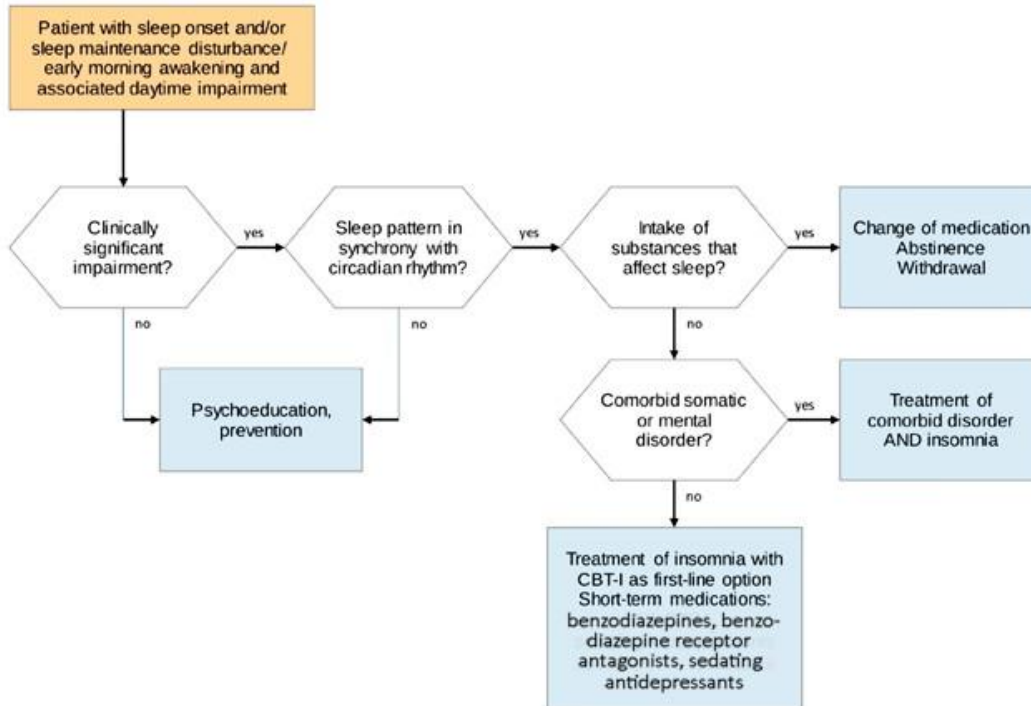 Patient with sleep onset and/or
sleep maintenance disturbance/
early morning awakening and
associated daytime impairment
Clinically
significant
impairment?
yes
Sleep pattern in
synchrony with
circadian rhythm?
yes
Intake of
substances that
affect sleep?
yes
Change of medication
Abstinence
Withdrawal
no
no
no
Psychoeducation,
prevention
Comorbid somatic
or mental
disorder?
yes
Treatment of
comorbid disorder
AND insomnia
no
Treatment of insomnia with
CBT-I as first-line option
Short-term medications:
benzodiazepines, benzo-
diazepine receptor
antagonists, sedating
antidepressants